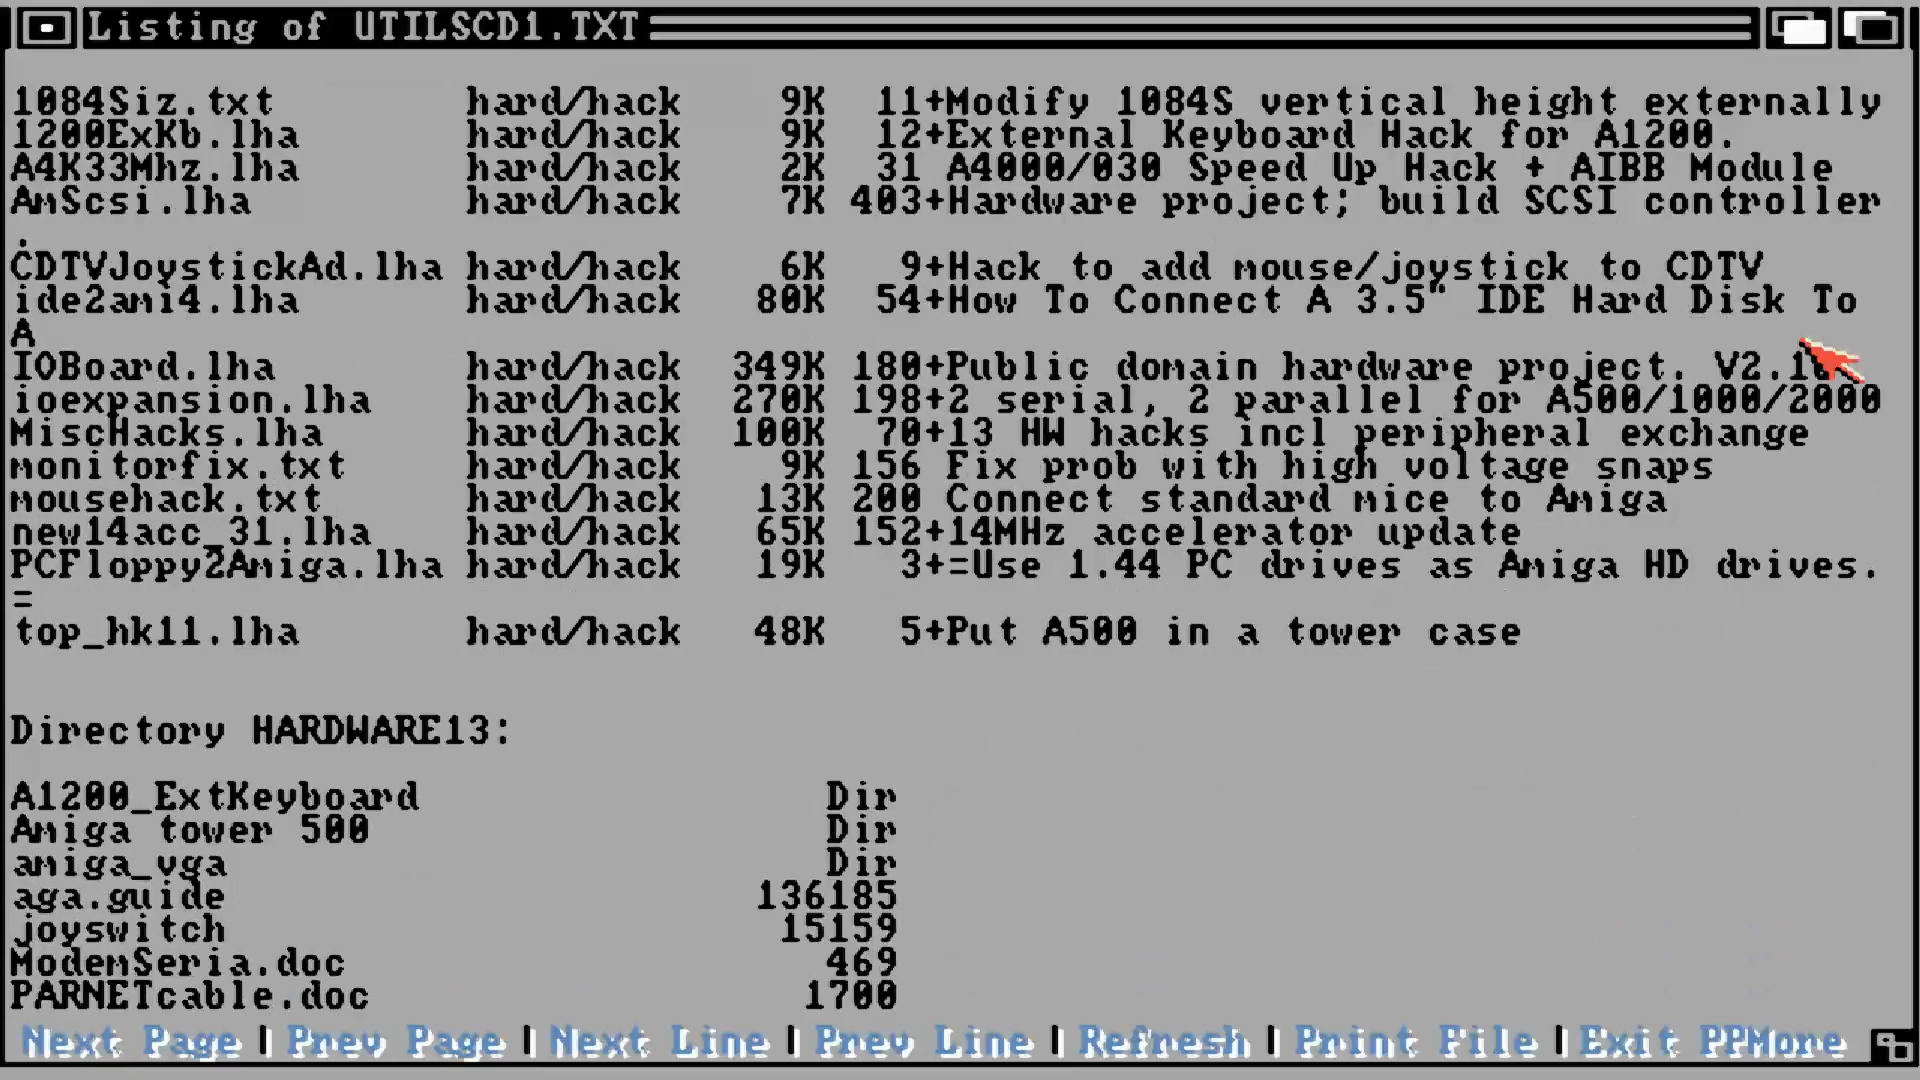 Listing of UTILSCD1.TXT
1084Siz.txt hard/hack 9K 11+Modify 1084S vertical height externally
1200ExKb.lha hard/hack 9K 12+External Keyboard Hack for A1200.
A4K33Mhz.lha hard/hack 2K 31 A4000/030 Speed Up Hack + AIBB Module
AmScsi.lha hard/hack 7K 403+Hardware project; build SCSI controller
.
CDTVJoystickAd.lha hard/hack 6K 9+Hack to add mouse/joystick to CDTV
ide2ami4.lha hard/hack 80K 54+How To Connect A 3.5" IDE Hard Disk To
A
IOBoard.lha hard/hack 349K 180+Public domain hardware project.
ioexpansion.lha hard/hack 270K 198+2 serial, 2 parallel for A500/1000/2000
MiscHacks.lha hard/hack 100K 70+13 HW hacks incl peripheral exchange
monitorfix.txt hard/hack 9K 156 Fix prob with high voltage snaps
mousehack.txt hard/hack 13K 200 Connect standard mice to Amiga
new14acc_31.lha hard/hack 65K 152+14MHz accelerator update
PCFloppy2Amiga.lha hard/hack 19K 3+=Use 1.44 PC drives as Amiga HD drives.
=
top_hk11.lha hard/hack 48K 5+Put A500 in a tower case
Directory HARDWARE13:
A1200_ExtKeyboard Dir
Amiga tower 500 Dir
amiga_vga Dir
aga.guide 136185
joyswitch 15159
ModemSeria.doc 469
PARNETcable.doc 1700
Next Page | Prev Page | Next Line | Prev Line | Refresh | Print File | Exit PPMore